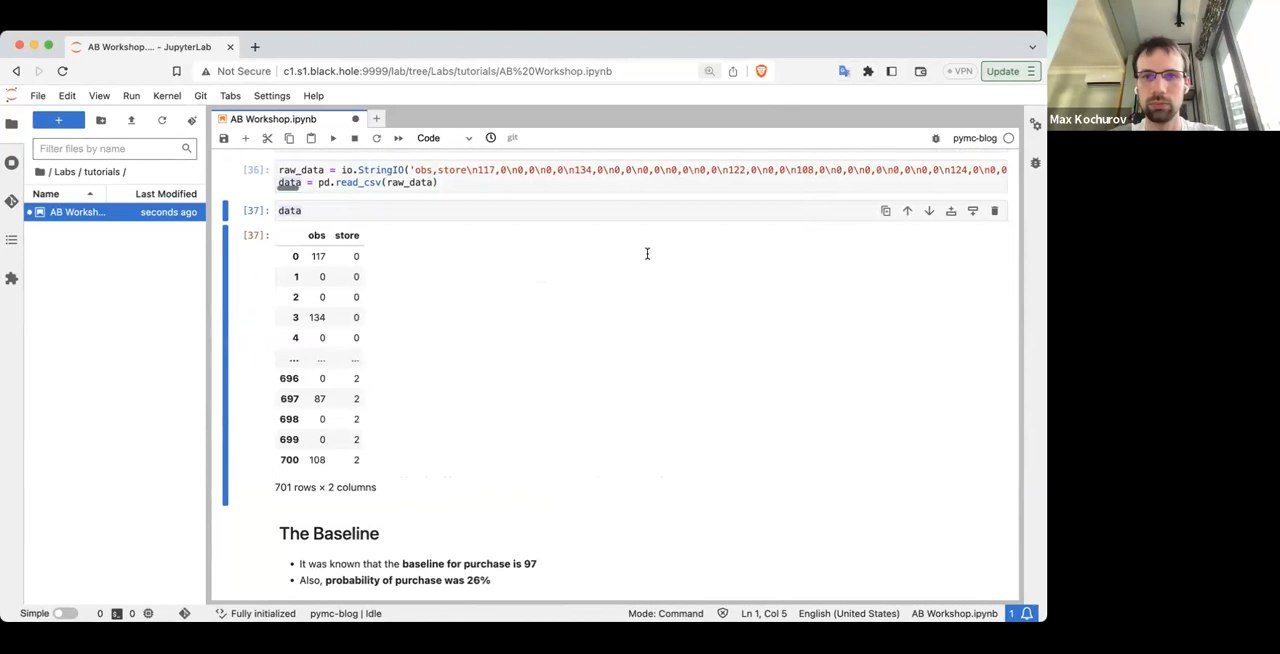 AB Workshop.... - JupyterLab
Not Secure
c1.s1.black.hole:9999/lab/tree/Labs/tutorials/AB%20Workshop.ipynb
VPN
Update
Max Kochurov
File Edit View Run Kernel Git Tabs Settings Help
AB Workshop.ipynb
Code
git
pymc-blog
Filter files by name
/ Labs / tutorials /
Name Last Modified
AB Worksh... seconds ago
[36]: raw_data = io.StringIO('obs,store\n117,0\n0,0\n0,0\n134,0\n0,0\n0,0\n0,0\n0,0\n122,0\n0,0\n108,0\n0,0\n0,0\n0,0\n0,0\n124,0\n0,0
data = pd.read_csv(raw_data)
[37]: data
[37]:
obs store
0 117 0
1 0 0
2 0 0
3 134 0
4 0 0
... ... ...
696 0 2
697 87 2
698 0 2
699 0 2
700 108 2
701 rows × 2 columns
The Baseline
• It was known that the baseline for purchase is 97
• Also, probability of purchase was 26%
Simple 0 0 Fully initialized pymc-blog | Idle Mode: Command Ln 1, Col 5 English (United States) AB Workshop.ipynb 1